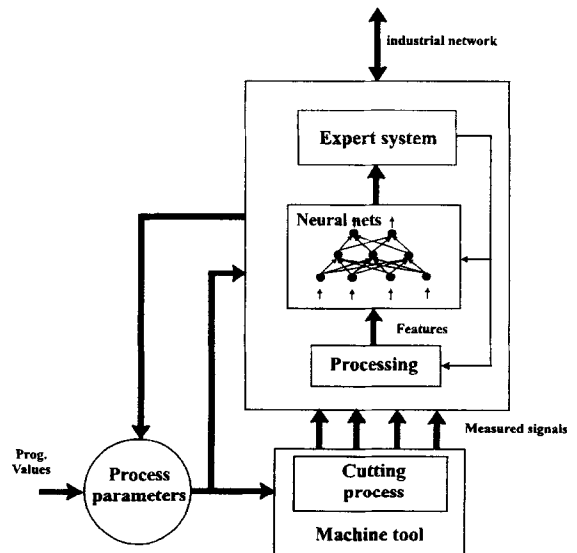 industrial network
Expert system
Neural nets
Features
Processing
Measured signals
Prog.
Values
Process
parameters
Cutting
process
Machine tool